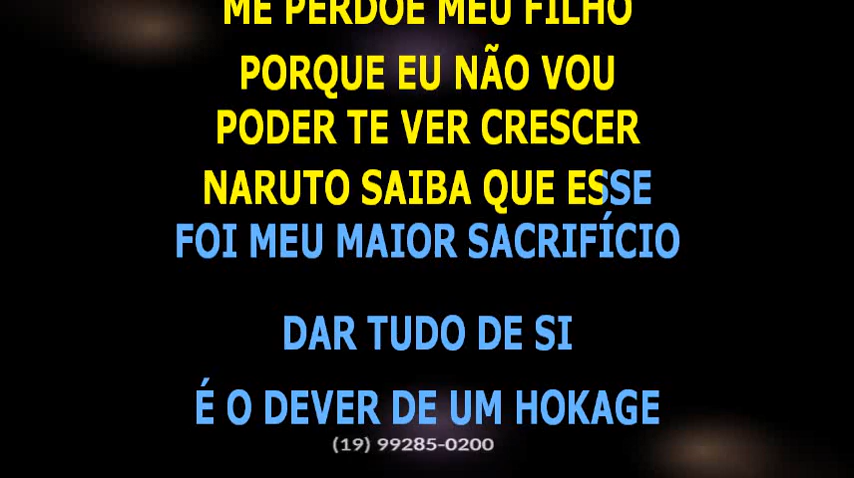 ME PERDOE MEU FILHO
PORQUE EU NÃO VOU
PODER TE VER CRESCER
NARUTO SAIBA QUE ESSE
FOI MEU MAIOR SACRIFÍCIO
DAR TUDO DE SI
É O DEVER DE UM HOKAGE
(19) 99285-0200